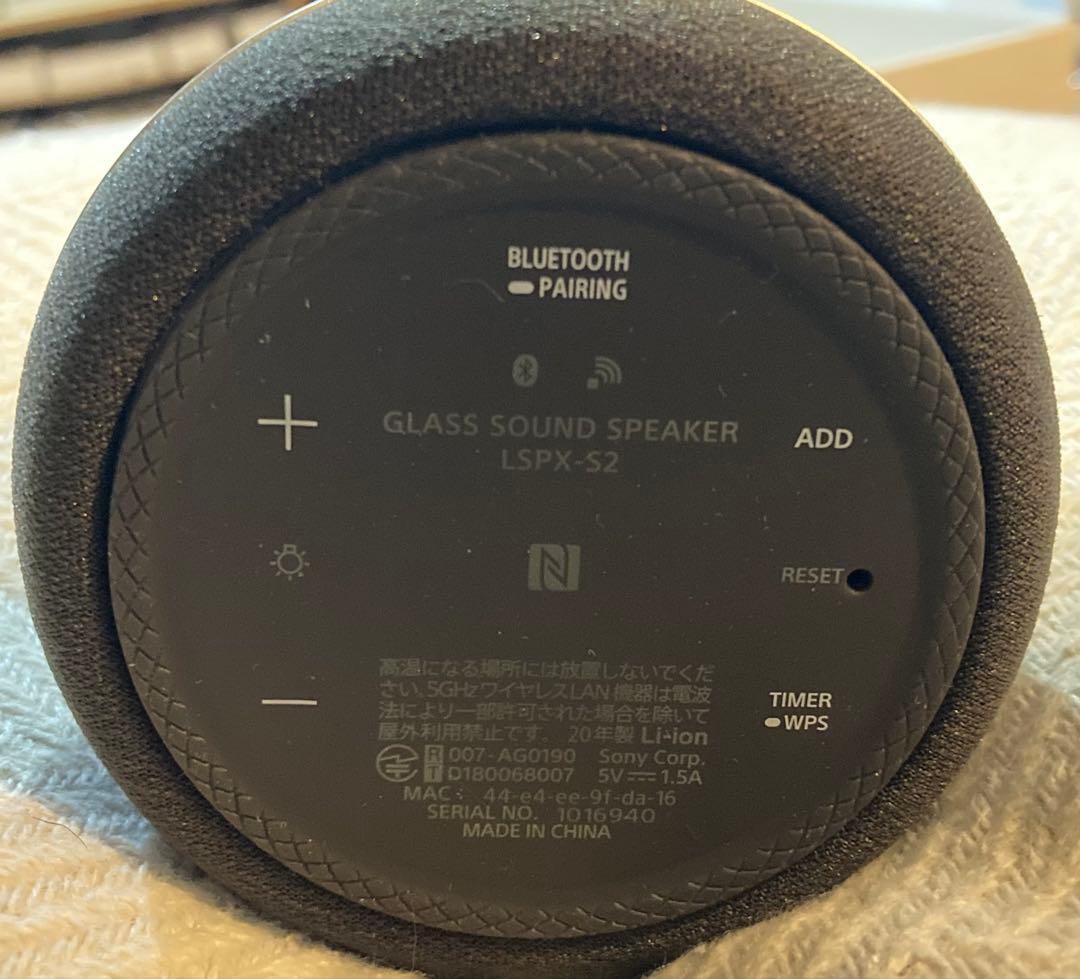 BLUETOOTH
PAIRING
GLASS SOUND SPEAKER
LSPX-S2
ADD
RESET
高温になる場所には放置しないでくだ
さい。5GHzワイヤレスLAN 機器は電波
法により一部許可された場合を除いて
屋外利用禁止です。 20年製 Li-ion
R 007-AG0190 Sony Corp.
T D180068007 5V⎓1.5A
MAC: 44-e4-ee-9f-da-16
SERIAL NO. 1016940
MADE IN CHINA
TIMER
WPS